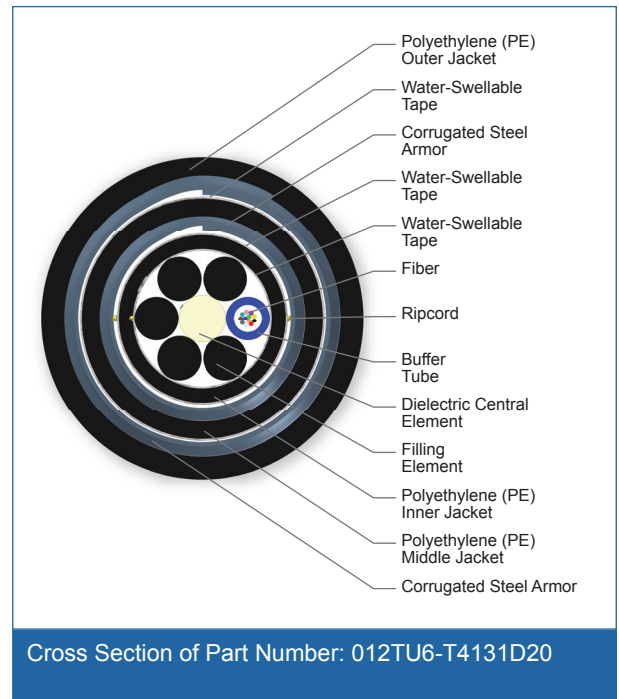 Polyethylene (PE)
Outer Jacket
Water-Swellable
Tape
Corrugated Steel
Armor
Water-Swellable
Tape
Water-Swellable
Tape
Fiber
Ripcord
Buffer
Tube
Dielectric Central
Element
Filling
Element
Polyethylene (PE)
Inner Jacket
Polyethylene (PE)
Middle Jacket
Corrugated Steel Armor
Cross Section of Part Number: 012TU6-T4131D20